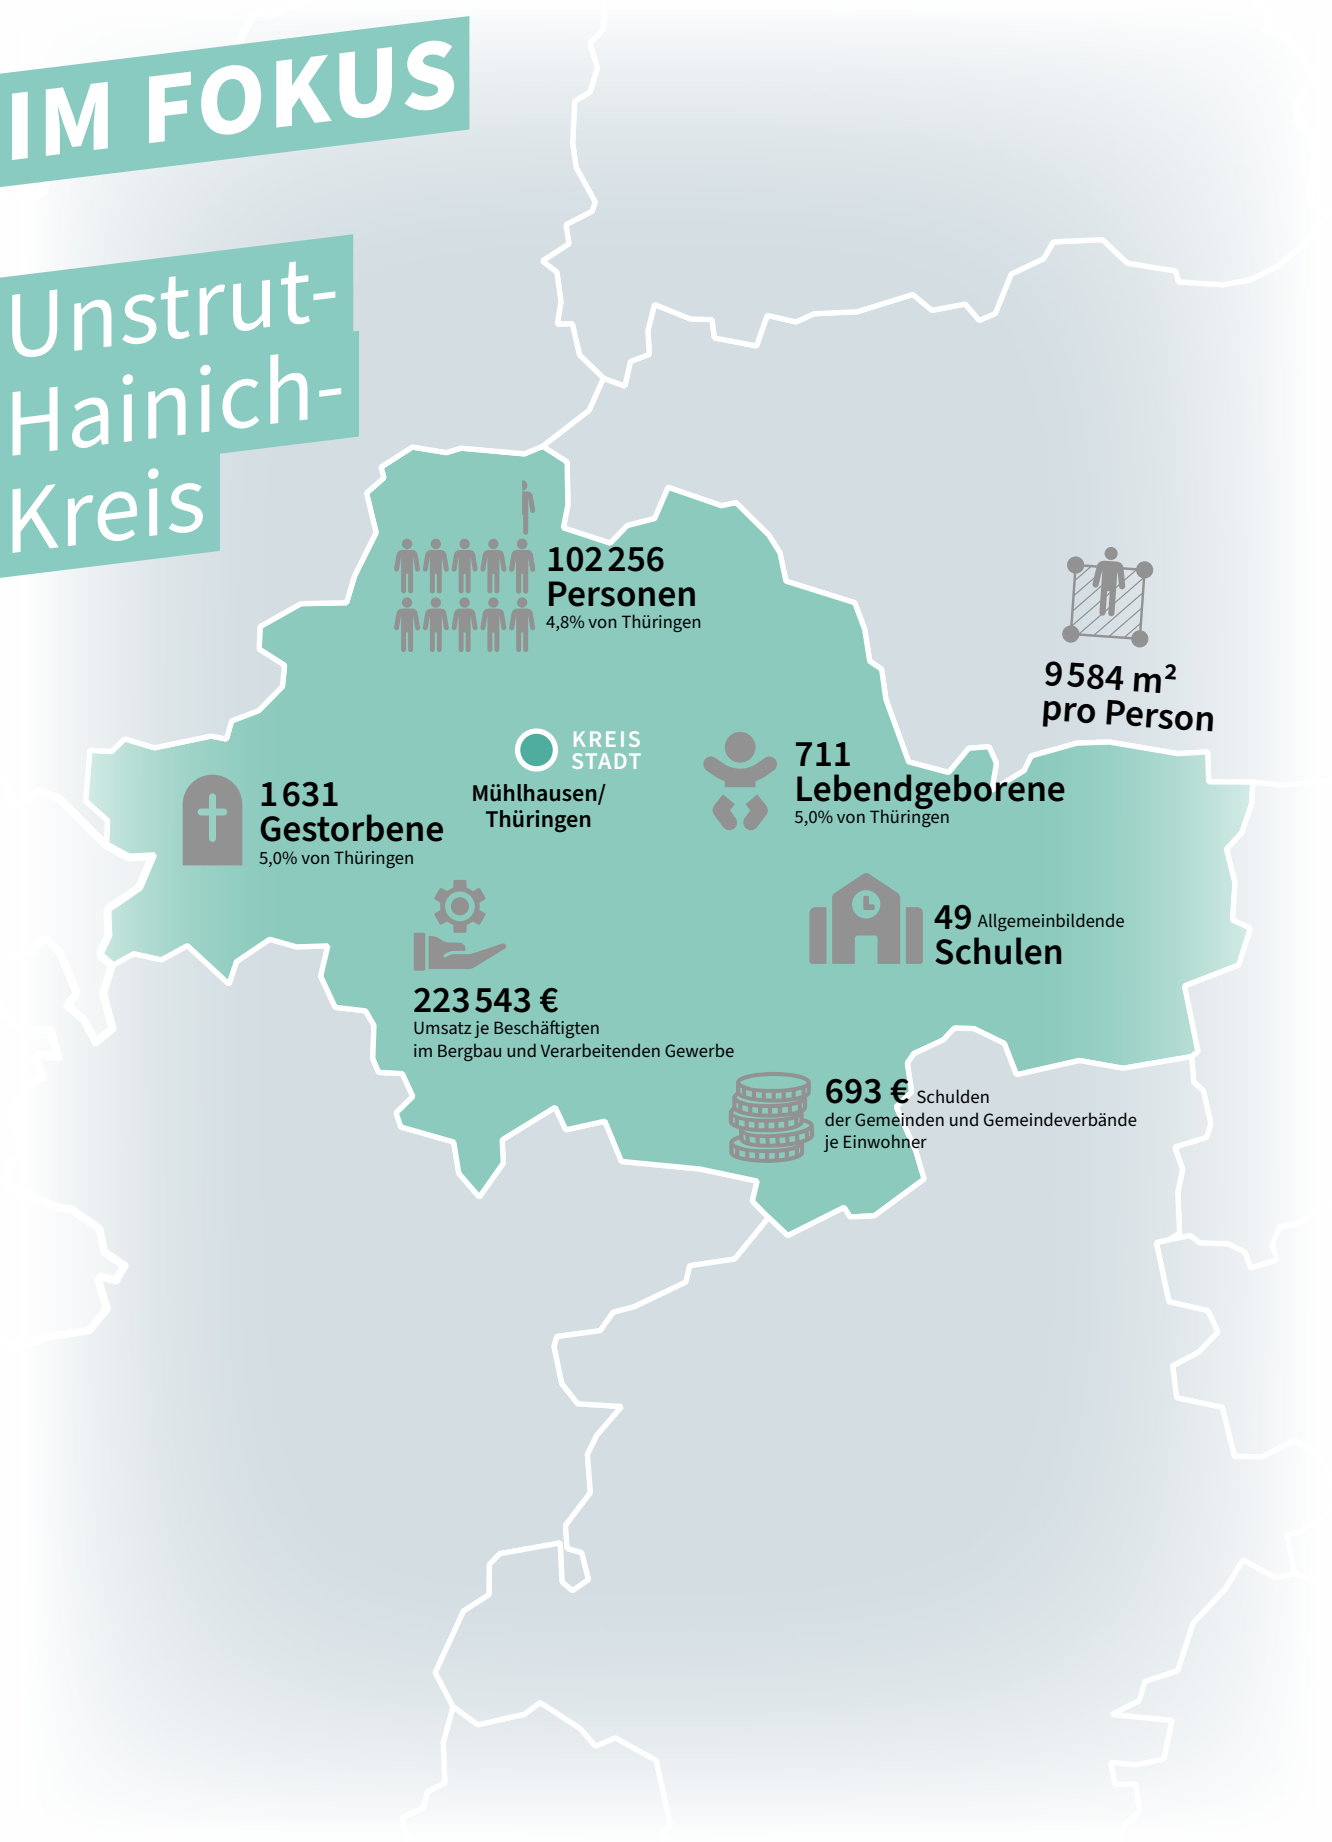 IM FOKUS
Unstrut-
Hainich-
Kreis
102 256
Personen
4,8% von Thüringen
9 584 m²
pro Person
KREIS
STADT
Mühlhausen/
Thüringen
711
Lebendgeborene
5,0% von Thüringen
1 631
Gestorbene
5,0% von Thüringen
49 Allgemeinbildende
Schulen
223 543 €
Umsatz je Beschäftigten
im Bergbau und Verarbeitenden Gewerbe
693 € Schulden
der Gemeinden und Gemeindeverbände
je Einwohner